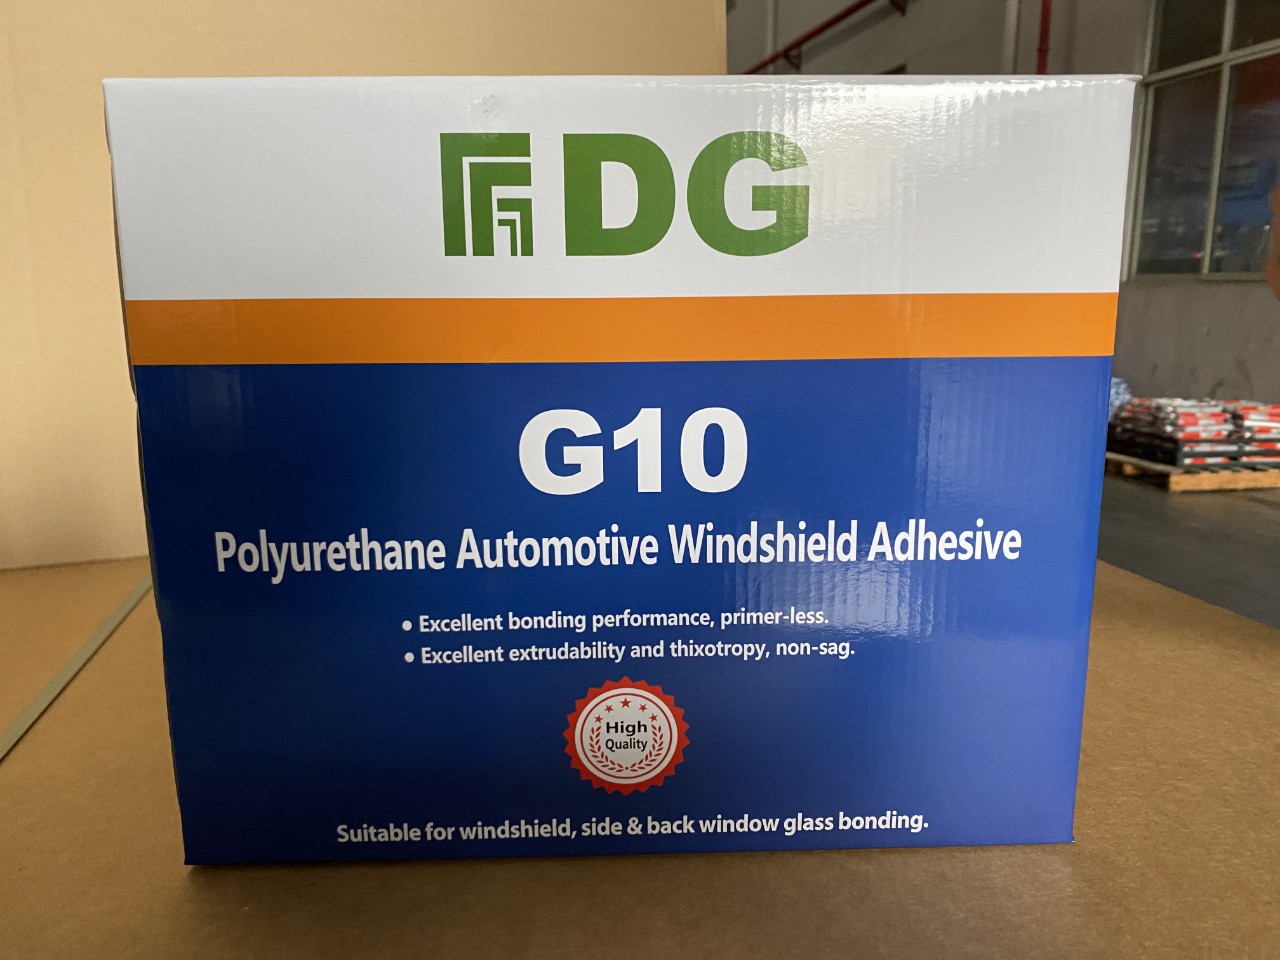 DG
G10
Polyurethane Automotive Windshield Adhesive
• Excellent bonding performance, primer-less.
• Excellent extrudability and thixotropy, non-sag.
High
Quality
Suitable for windshield, side & back window glass bonding.